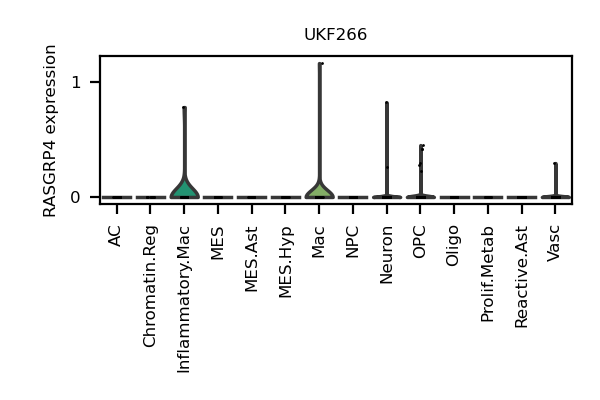 UKF266
RASGRP4 expression
1
0
AC
Chromatin.Reg
Inflammatory.Mac
MES
MES.Ast
MES.Hyp
Mac
NPC
Neuron
OPC
Oligo
Prolif.Metab
Reactive.Ast
Vasc